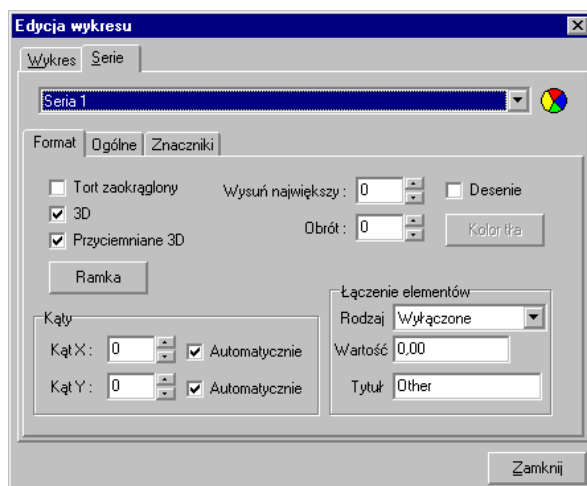 Edycja wykresu
Wykres Serie
Seria 1
Format Ogólne Znaczniki
Tort zaokrąglony
Wysuń największy : 0
Desenie
3D
Obrót : 0
Kolor tła
Przyciemniane 3D
Ramka
Łączenie elementów
Kąty
Rodzaj Wyłączone
Kąt X : 0 Automatycznie
Wartość 0,00
Kąt Y : 0 Automatycznie
Tytuł Other
Zamknij